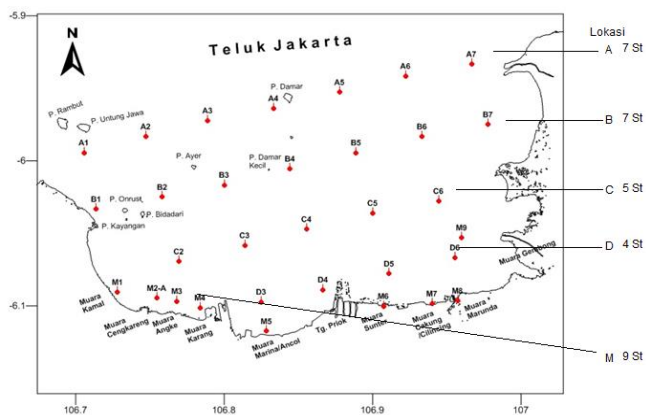 -5.9
Lokasi
N
Teluk Jakarta
A 7 St
A7
A6
P. Damar
A5
A4
P. Rambut
P. Untung Jawa
A3
B 7 St
B7
A2
B6
A1
-6
P. Ayer
P. Damar Kecil
B5
B4
B3
C 5 St
B2
C6
B1
P. Onrust
P. Bidadari
C5
P. Kayangan
C4
M9
C3
D 4 St
D6
Muara Gembong
C2
D5
M1
D4
M2-A
M3
M4
D3
M6
M7
M8
-6.1
Muara Kamal
Muara Cengkareng
Muara Angke
Muara Karang
M5
Muara Marina/Ancol
Tg. Priok
Muara Sunter
Muara Cakung /Cilincing
Muara Marunda
M 9 St
106.7
106.8
106.9
107